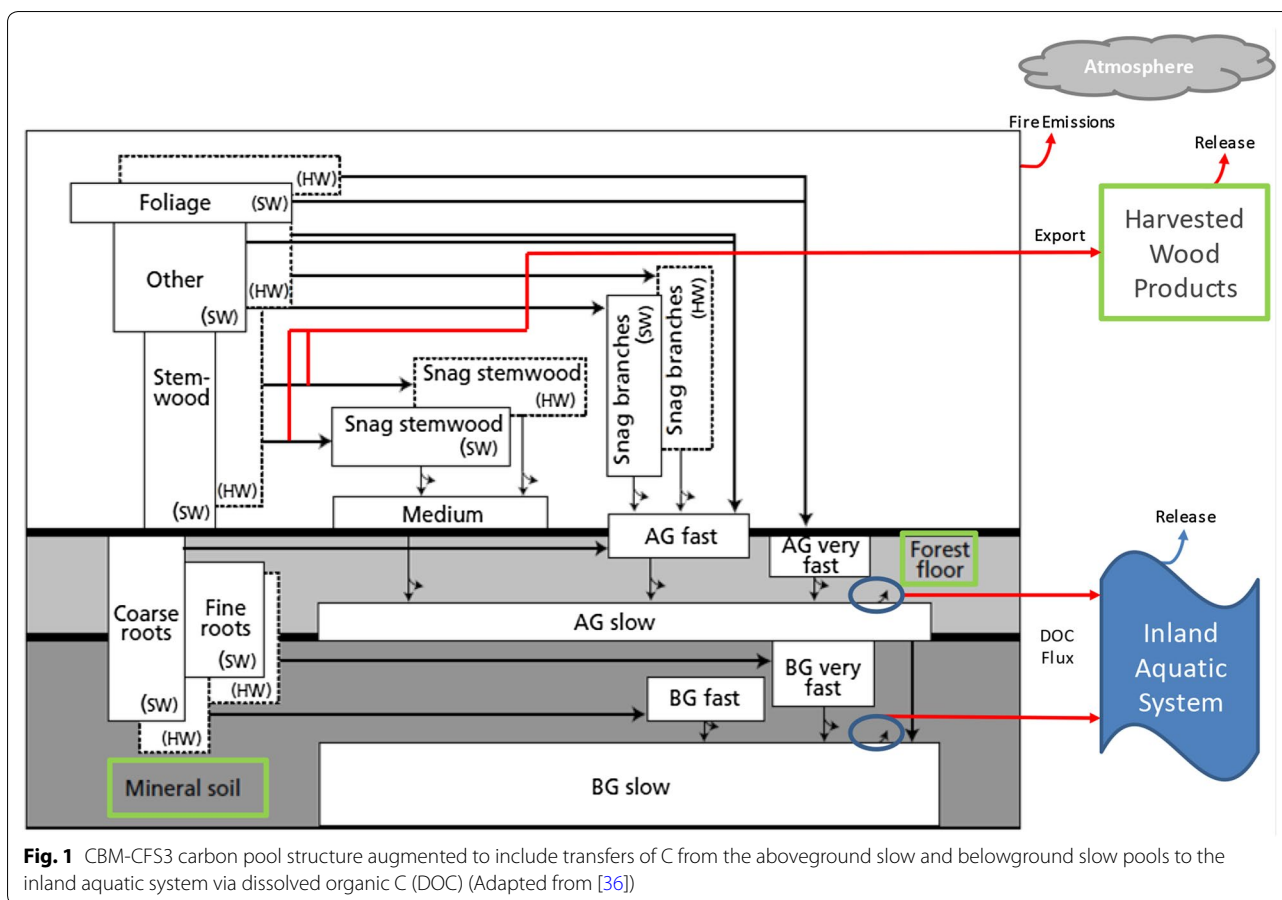 Atmosphere
Fire Emissions
Release
(HW)
Foliage (SW)
Export
Harvested
Wood
Products
Other
(HW)
(SW)
Snag branches
(SW)
Snag branches
(HW)
Stem-
wood
Snag stemwood
(HW)
Snag stemwood
(SW)
(HW)
(SW)
Medium
AG fast
AG very
fast
Forest
floor
Release
Coarse
roots
Fine
roots
(SW)
(HW)
(SW)
(HW)
AG slow
DOC
Flux
Inland
Aquatic
System
BG very
fast
BG fast
Mineral soil
BG slow
Fig. 1 CBM-CFS3 carbon pool structure augmented to include transfers of C from the aboveground slow and belowground slow pools to the
inland aquatic system via dissolved organic C (DOC) (Adapted from [36])